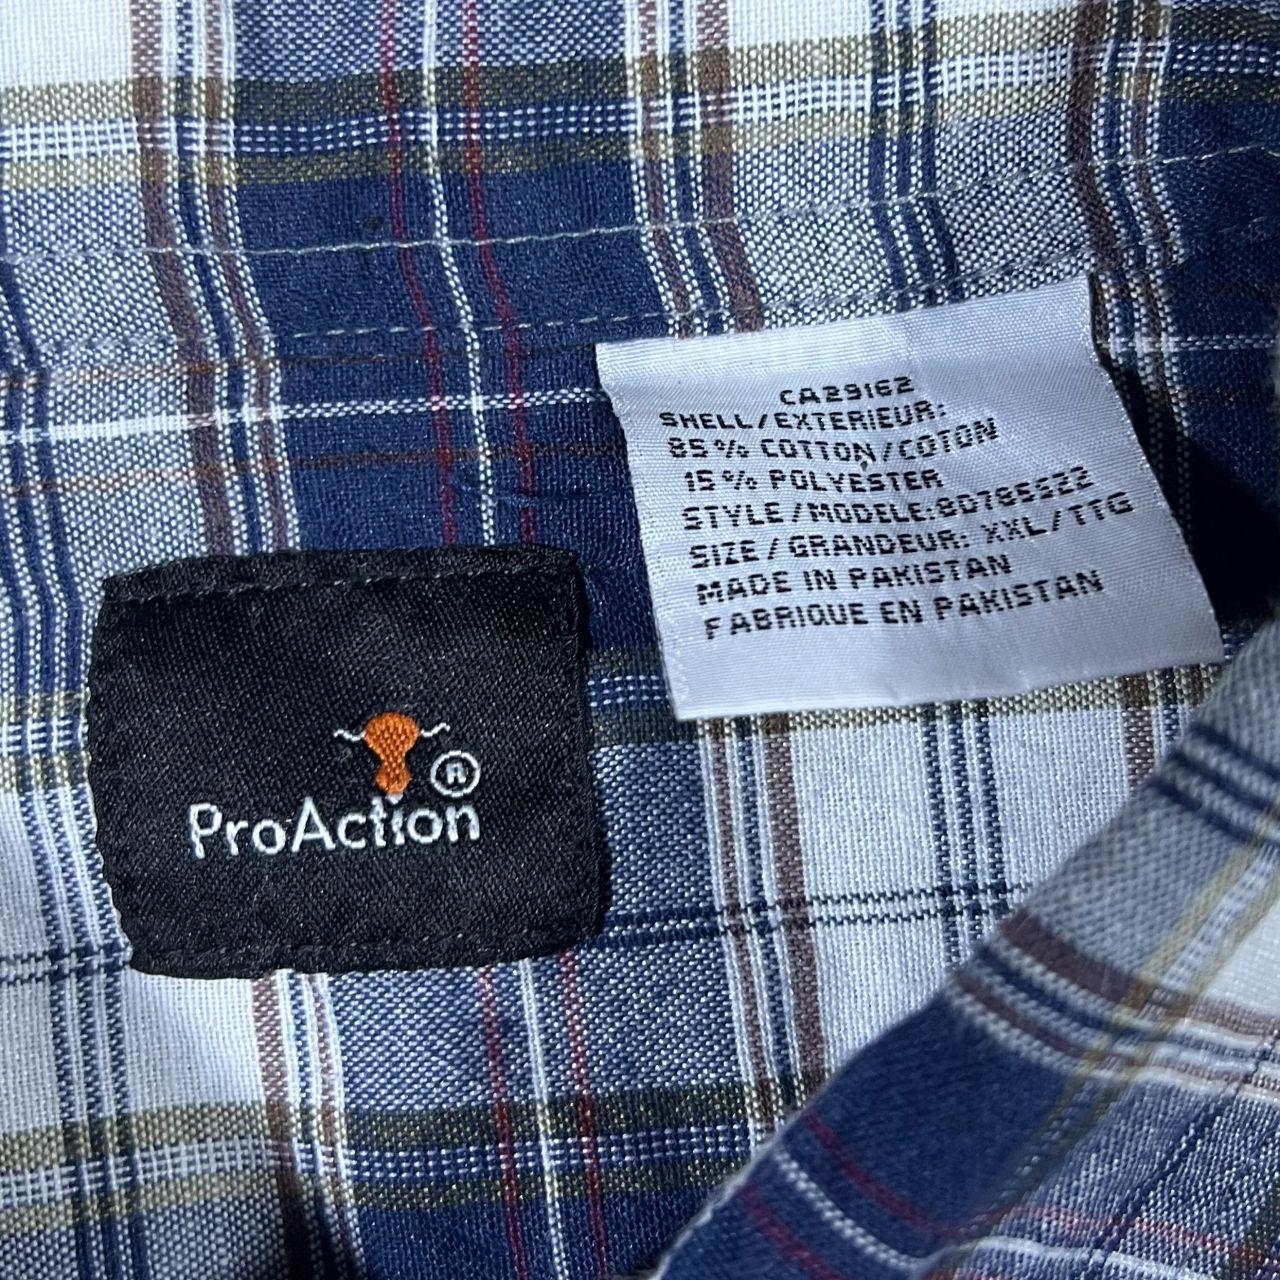 CA29162
SHELL/EXTERIEUR:
85% COTTON/COTON
15% POLYESTER
STYLE/MODELE:8D785S22
SIZE/GRANDEUR: XXL/TTG
MADE IN PAKISTAN
FABRIQUE EN PAKISTAN
®
ProAction